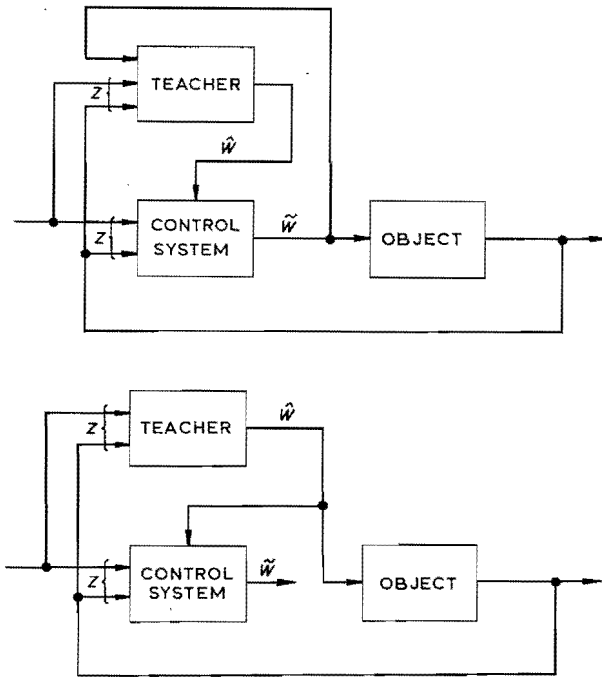 TEACHER
Z
Ŵ
CONTROL
SYSTEM
Z
W̃
OBJECT
TEACHER
Z
Ŵ
CONTROL
SYSTEM
Z
W̃
OBJECT